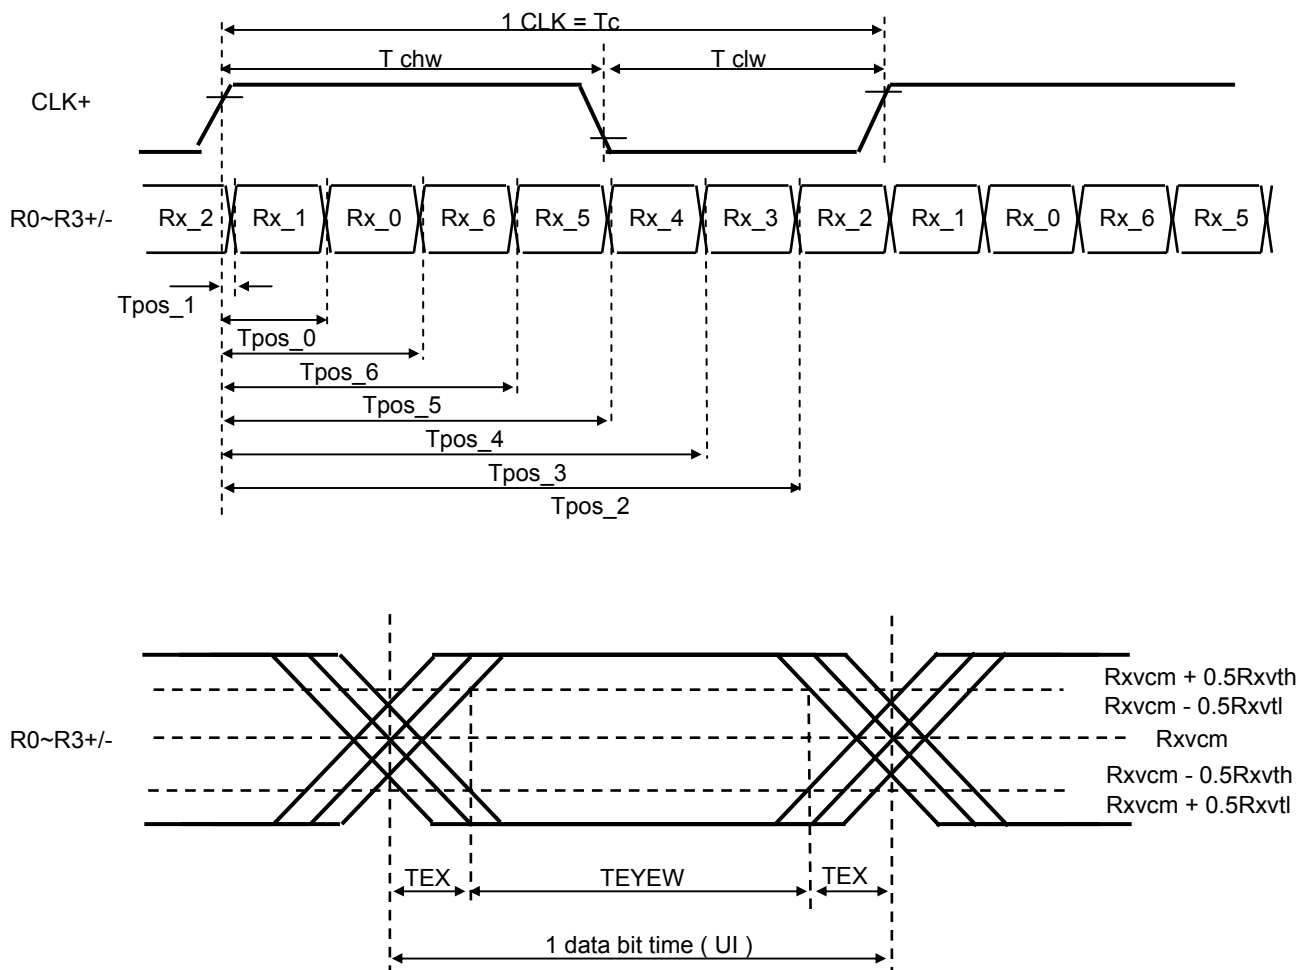 1 CLK = Tc
T chw
T clw
CLK+
R0~R3+/-
Rx_2
Rx_1
Rx_0
Rx_6
Rx_5
Rx_4
Rx_3
Rx_2
Rx_1
Rx_0
Rx_6
Rx_5
Tpos_1
Tpos_0
Tpos_6
Tpos_5
Tpos_4
Tpos_3
Tpos_2
Rxvcm + 0.5Rxvth
Rxvcm - 0.5Rxvtl
R0~R3+/-
Rxvcm
Rxvcm - 0.5Rxvth
Rxvcm + 0.5Rxvtl
TEX
TEYEW
TEX
1 data bit time ( UI )